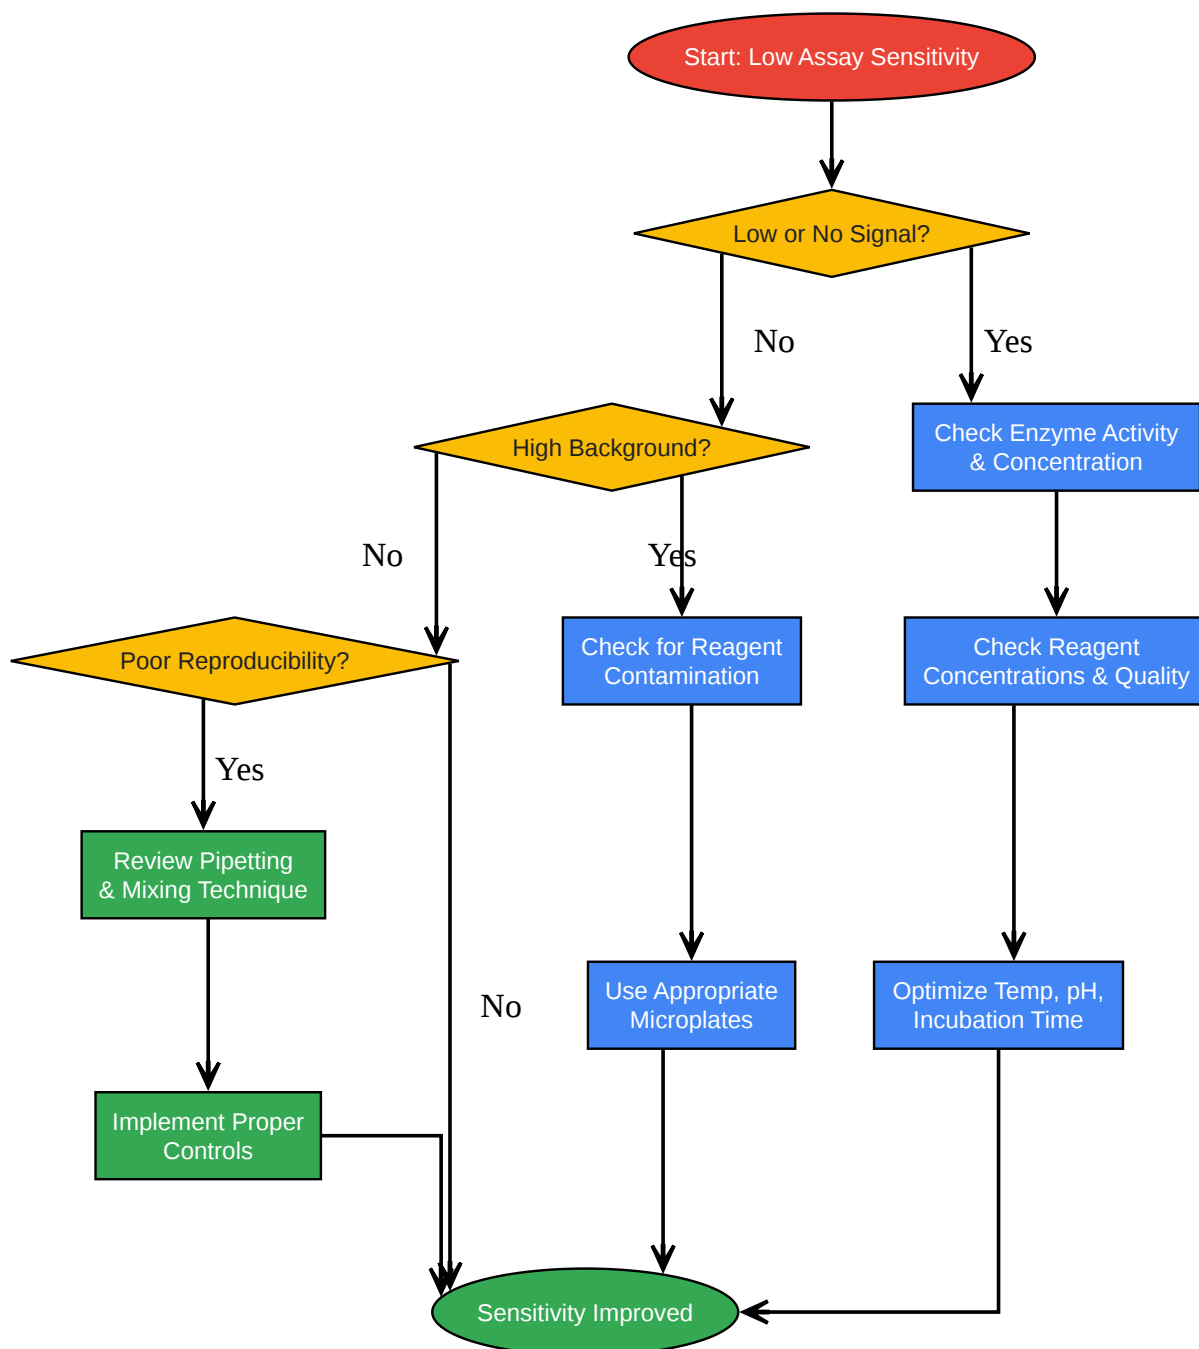 Start: Low Assay Sensitivity
Low or No Signal?
No
Yes
High Background?
Check Enzyme Activity
& Concentration
No
Yes
Poor Reproducibility?
Check for Reagent
Contamination
Check Reagent
Concentrations & Quality
Yes
Review Pipetting
& Mixing Technique
No
Use Appropriate
Microplates
Optimize Temp, pH,
Incubation Time
Implement Proper
Controls
Sensitivity Improved